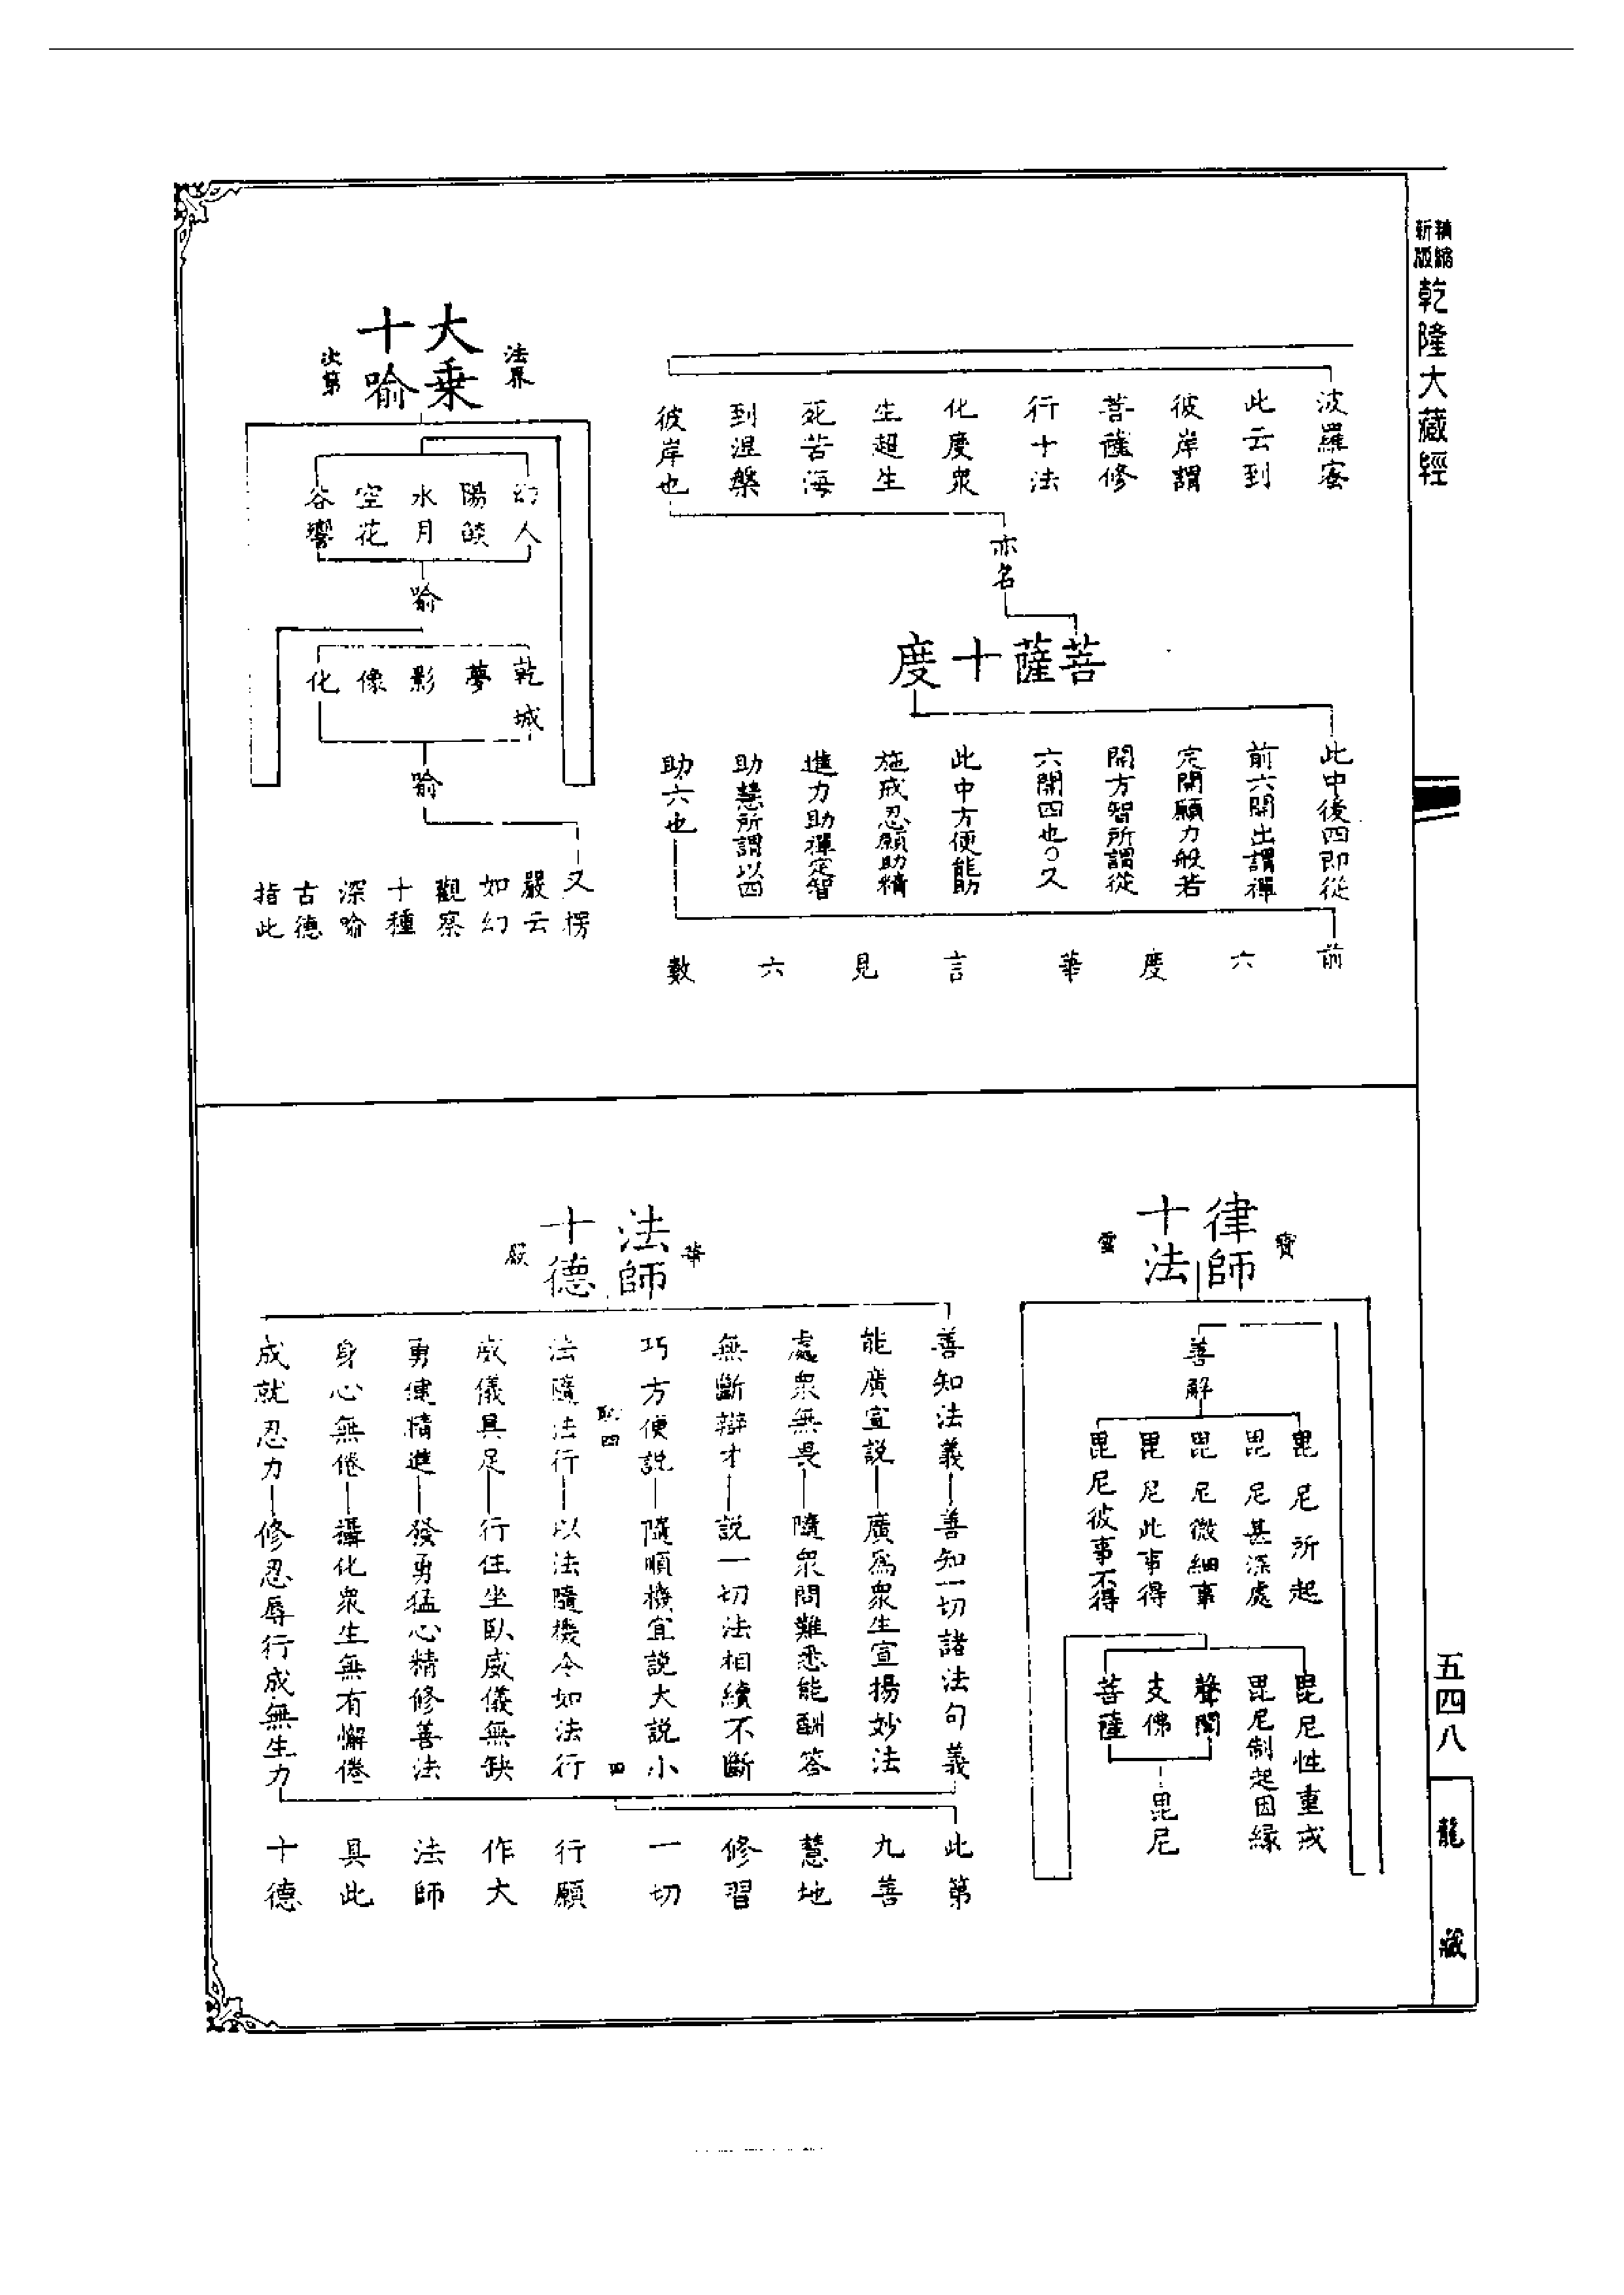 精縮
新版
乾隆大藏經
波羅蜜
此云到
彼岸謂
菩薩修
行十法
化度眾
生超生
死苦海
到涅槃
彼岸也
亦名
菩薩十度
此中後四即從
前六開出謂禪
定開願力般若
開方智所謂從
六開四也○又
此中方便能助
施戒忍願助精
進力助禪定智
助慧所謂以四
助六也
前六度華言見六數
大乘
十喻
法界
次第
幻人
陽燄
水月
空花
谷響
喻
乾城
夢
影
像
化
喻
又楞
嚴云
如幻
觀察
十種
深喻
古德
指此
律師
十法
寶
雲
善解
毘尼所起
毘尼甚深處
毘尼微細事
毘尼此事得
毘尼彼事不得
毘尼性重戒
毘尼制起因緣
聲聞
支佛
菩薩
毘尼
法師
十德
華
嚴
善知法義—善知一切諸法句義
能廣宣說—廣為眾生宣揚妙法
處眾無畏—隨眾問難悉能酬答
無斷辯才—說一切法相續不斷
巧方便說—隨順機宜說大說小
四
四
法隨法行—以法隨機令如法行
威儀具足—行住坐臥威儀無缺
勇健精進—發勇猛心精修善法
身心無倦—攝化眾生無有懈倦
成就忍力—修忍辱行成無生力
此第
九善
慧地
修習
一切
行願
作大
法師
具此
十德
五四八
龍藏